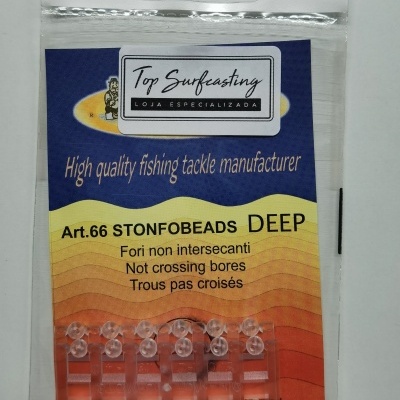 Top Surfcasting
LOJA ESPECIALIZADA
High quality fishing tackle manufacturer
Art.66 STONFOBEADS DEEP
Fori non intersecanti
Not crossing bores
Trous pas croisés